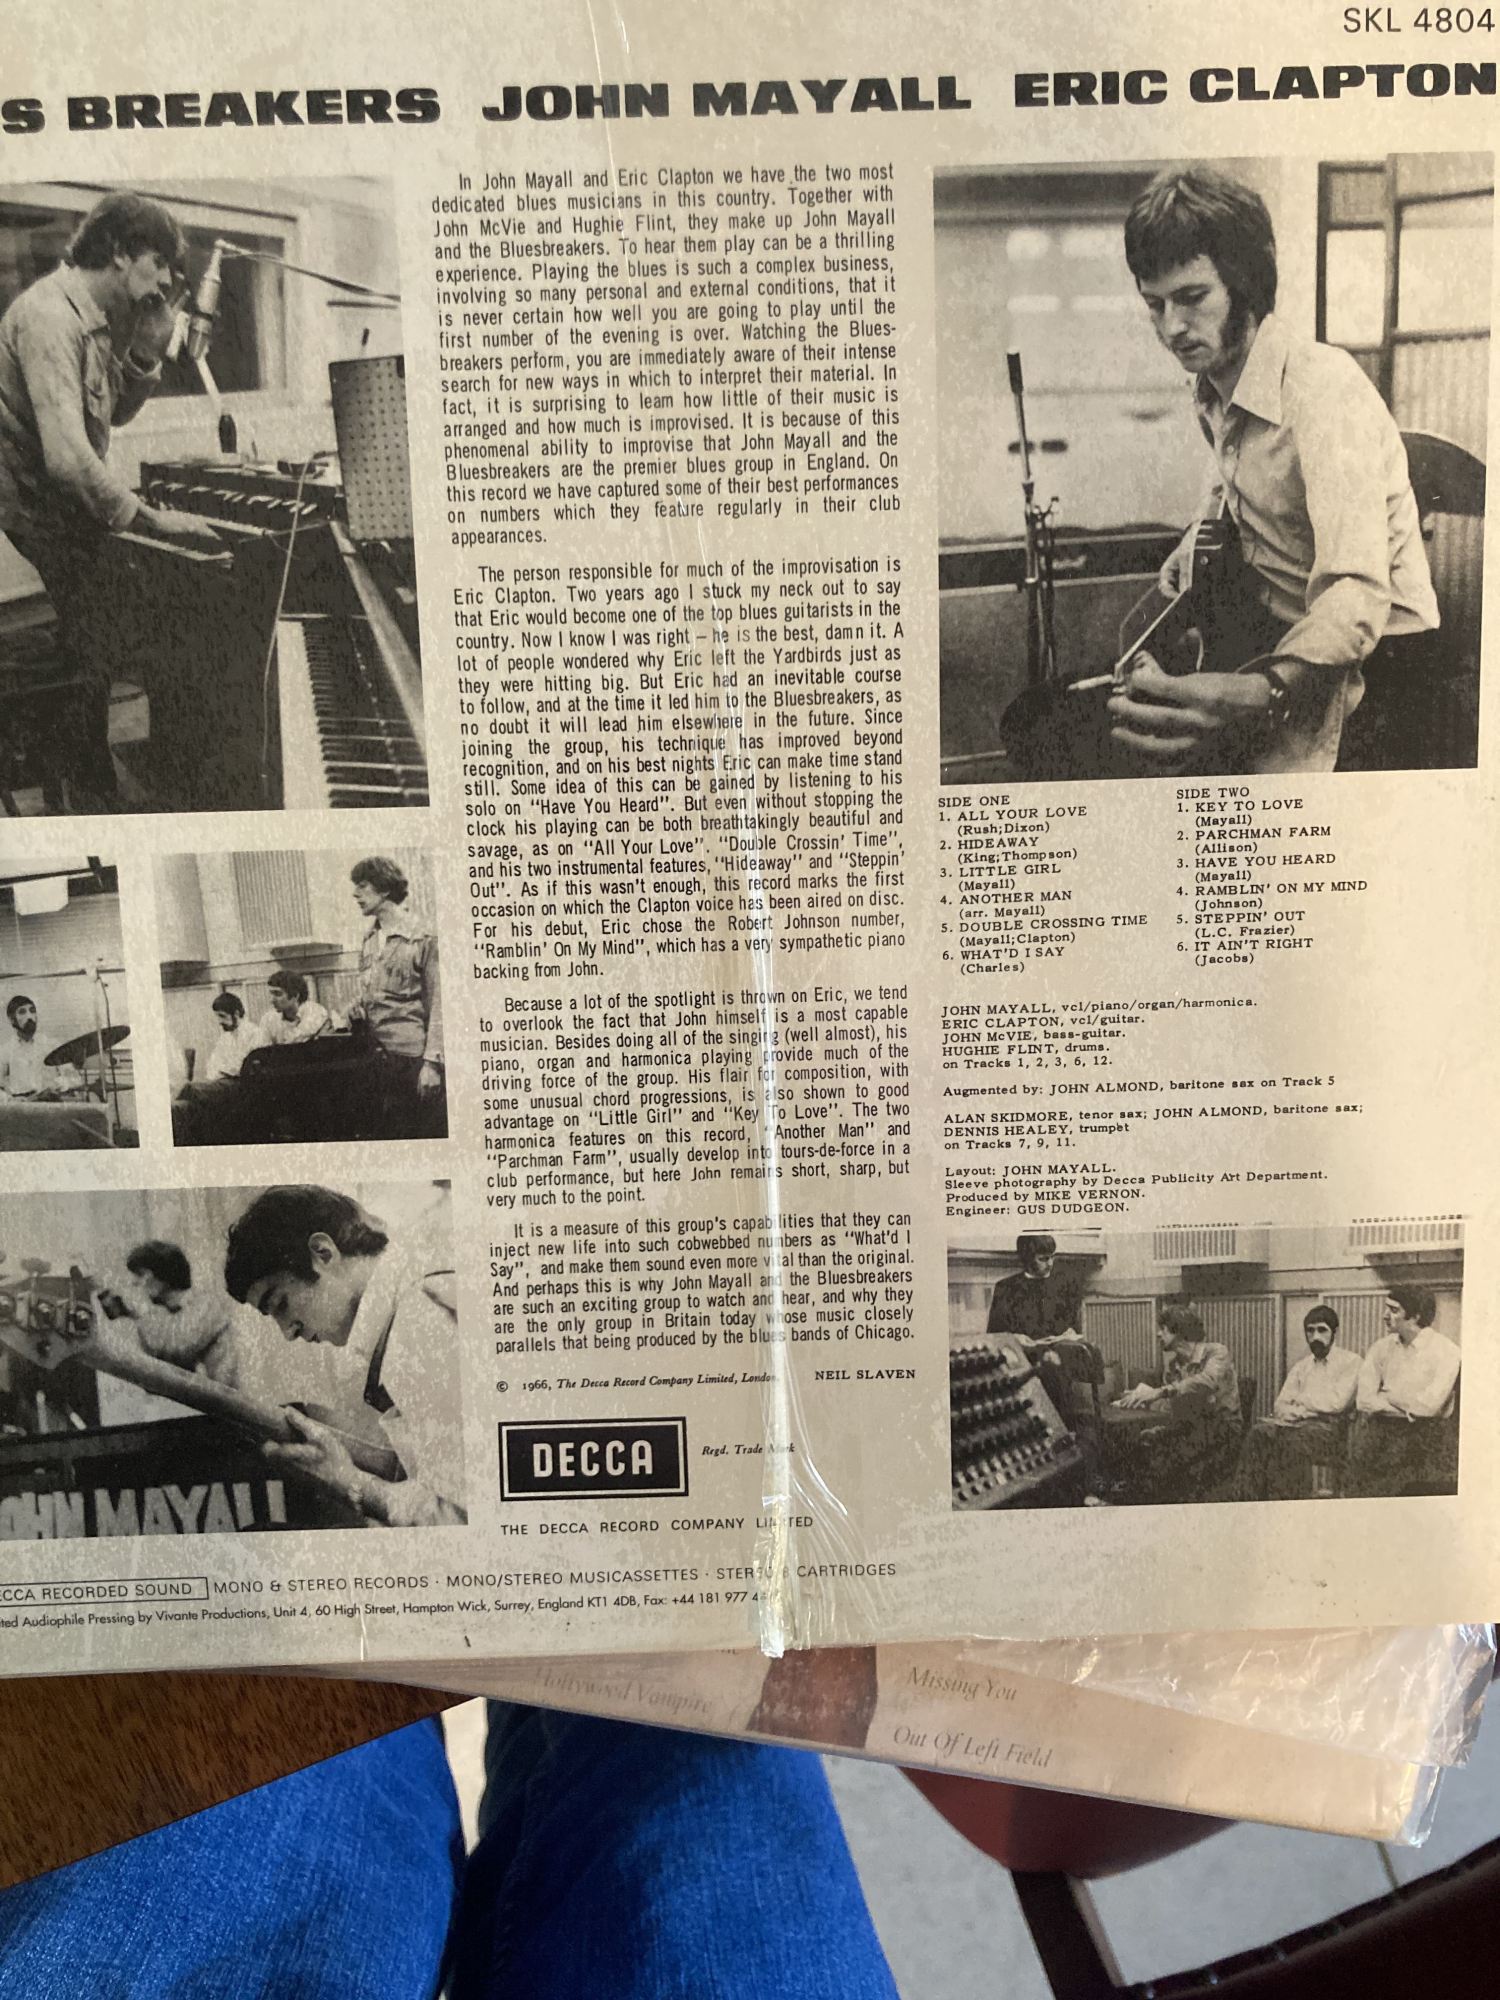 SKL 4804
S BREAKERS JOHN MAYALL ERIC CLAPTON
In John Mayall and Eric Clapton we have the two most
dedicated blues musicians in this country. Together with
John McVie and Hughie Flint, they make up John Mayall
and the Bluesbreakers. To hear them play can be a thrilling
experience. Playing the blues is such a complex business,
involving so many personal and external conditions, that it
is never certain how well you are going to play until the
first number of the evening is over. Watching the Blues-
breakers perform, you are immediately aware of their intense
search for new ways in which to interpret their material. In
fact, it is surprising to learn how little of their music is
arranged and how much is improvised. It is because of this
phenomenal ability to improvise that John Mayall and the
Bluesbreakers are the premier blues group in England. On
this record we have captured some of their best performances
on numbers which they feature regularly in their club
appearances.
The person responsible for much of the improvisation is
Eric Clapton. Two years ago I stuck my neck out to say
that Eric would become one of the top blues guitarists in the
country. Now I know I was right – he is the best, damn it. A
lot of people wondered why Eric left the Yardbirds just as
they were hitting big. But Eric had an inevitable course
to follow, and at the time it led him to the Bluesbreakers, as
no doubt it will lead him elsewhere in the future. Since
joining the group, his technique has improved beyond
recognition, and on his best nights Eric can make time stand
still. Some idea of this can be gained by listening to his
solo on "Have You Heard". But even without stopping the
clock his playing can be both breathtakingly beautiful and
savage, as on "All Your Love". "Double Crossin' Time",
and his two instrumental features, "Hideaway" and "Steppin'
Out". As if this wasn't enough, this record marks the first
occasion on which the Clapton voice has been aired on disc.
For his debut, Eric chose the Robert Johnson number,
"Ramblin' On My Mind", which has a very sympathetic piano
backing from John.
Because a lot of the spotlight is thrown on Eric, we tend
to overlook the fact that John himself is a most capable
musician. Besides doing all of the singing (well almost), his
piano, organ and harmonica playing provide much of the
driving force of the group. His flair for composition, with
some unusual chord progressions, is also shown to good
advantage on "Little Girl" and "Key To Love". The two
harmonica features on this record, "Another Man" and
"Parchman Farm", usually develop into tours-de-force in a
club performance, but here John remains short, sharp, but
very much to the point.
It is a measure of this group's capabilities that they can
inject new life into such cobwebbed numbers as "What'd I
Say", and make them sound even more vital than the original.
And perhaps this is why John Mayall and the Bluesbreakers
are such an exciting group to watch and hear, and why they
are the only group in Britain today whose music closely
parallels that being produced by the blues bands of Chicago.
NEIL SLAVEN
© 1966, The Decca Record Company Limited, London.
DECCA
Regd. Trade Mark
THE DECCA RECORD COMPANY LIMITED
SIDE ONE
1. ALL YOUR LOVE
(Rush;Dixon)
2. HIDEAWAY
(King;Thompson)
3. LITTLE GIRL
(Mayall)
4. ANOTHER MAN
(arr. Mayall)
5. DOUBLE CROSSING TIME
(Mayall;Clapton)
6. WHAT'D I SAY
(Charles)
SIDE TWO
1. KEY TO LOVE
(Mayall)
2. PARCHMAN FARM
(Allison)
3. HAVE YOU HEARD
(Mayall)
4. RAMBLIN' ON MY MIND
(Johnson)
5. STEPPIN' OUT
(L.C. Frazier)
6. IT AIN'T RIGHT
(Jacobs)
JOHN MAYALL, vcl/piano/organ/harmonica.
ERIC CLAPTON, vcl/guitar.
JOHN McVIE, bass-guitar.
HUGHIE FLINT, drums.
on Tracks 1, 2, 3, 6, 12.
Augmented by: JOHN ALMOND, baritone sax on Track 5
ALAN SKIDMORE, tenor sax; JOHN ALMOND, baritone sax;
DENNIS HEALEY, trumpet
on Tracks 7, 9, 11.
Layout: JOHN MAYALL.
Sleeve photography by Decca Publicity Art Department.
Produced by MIKE VERNON.
Engineer: GUS DUDGEON.
OHN MAYALL
ECCA RECORDED SOUND MONO & STEREO RECORDS · MONO/STEREO MUSICASSETTES · STEREO 8 CARTRIDGES
ted Audiophile Pressing by Vivante Productions, Unit 4, 60 High Street, Hampton Wick, Surrey, England KT1 4DB, Fax: +44 181 977 4
Hollywood Vampire
Missing You
Out Of Left Field